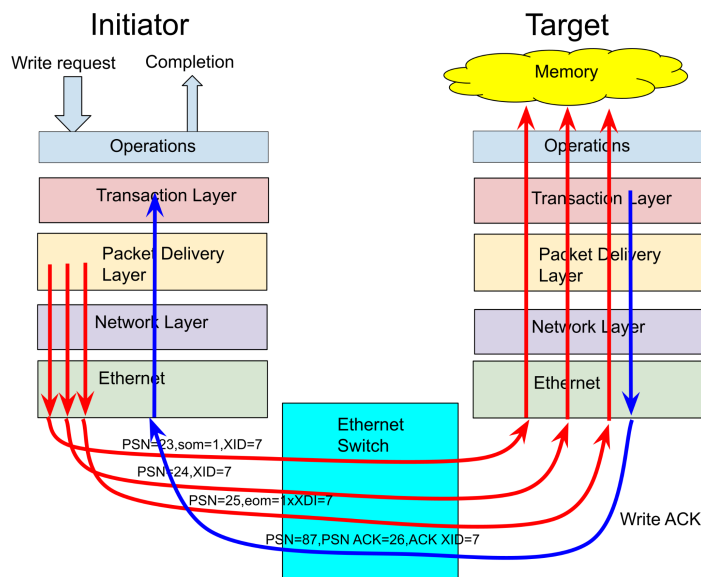 Initiator
Target
Write request
Completion
Memory
Operations
Operations
Transaction Layer
Transaction Layer
Packet Delivery
Layer
Packet Delivery
Layer
Network Layer
Network Layer
Ethernet
Ethernet
Ethernet
Switch
PSN=23,som=1,XID=7
PSN=24,XID=7
PSN=25,eom=1xXDI=7
Write ACK
PSN=87,PSN ACK=26,ACK XID=7